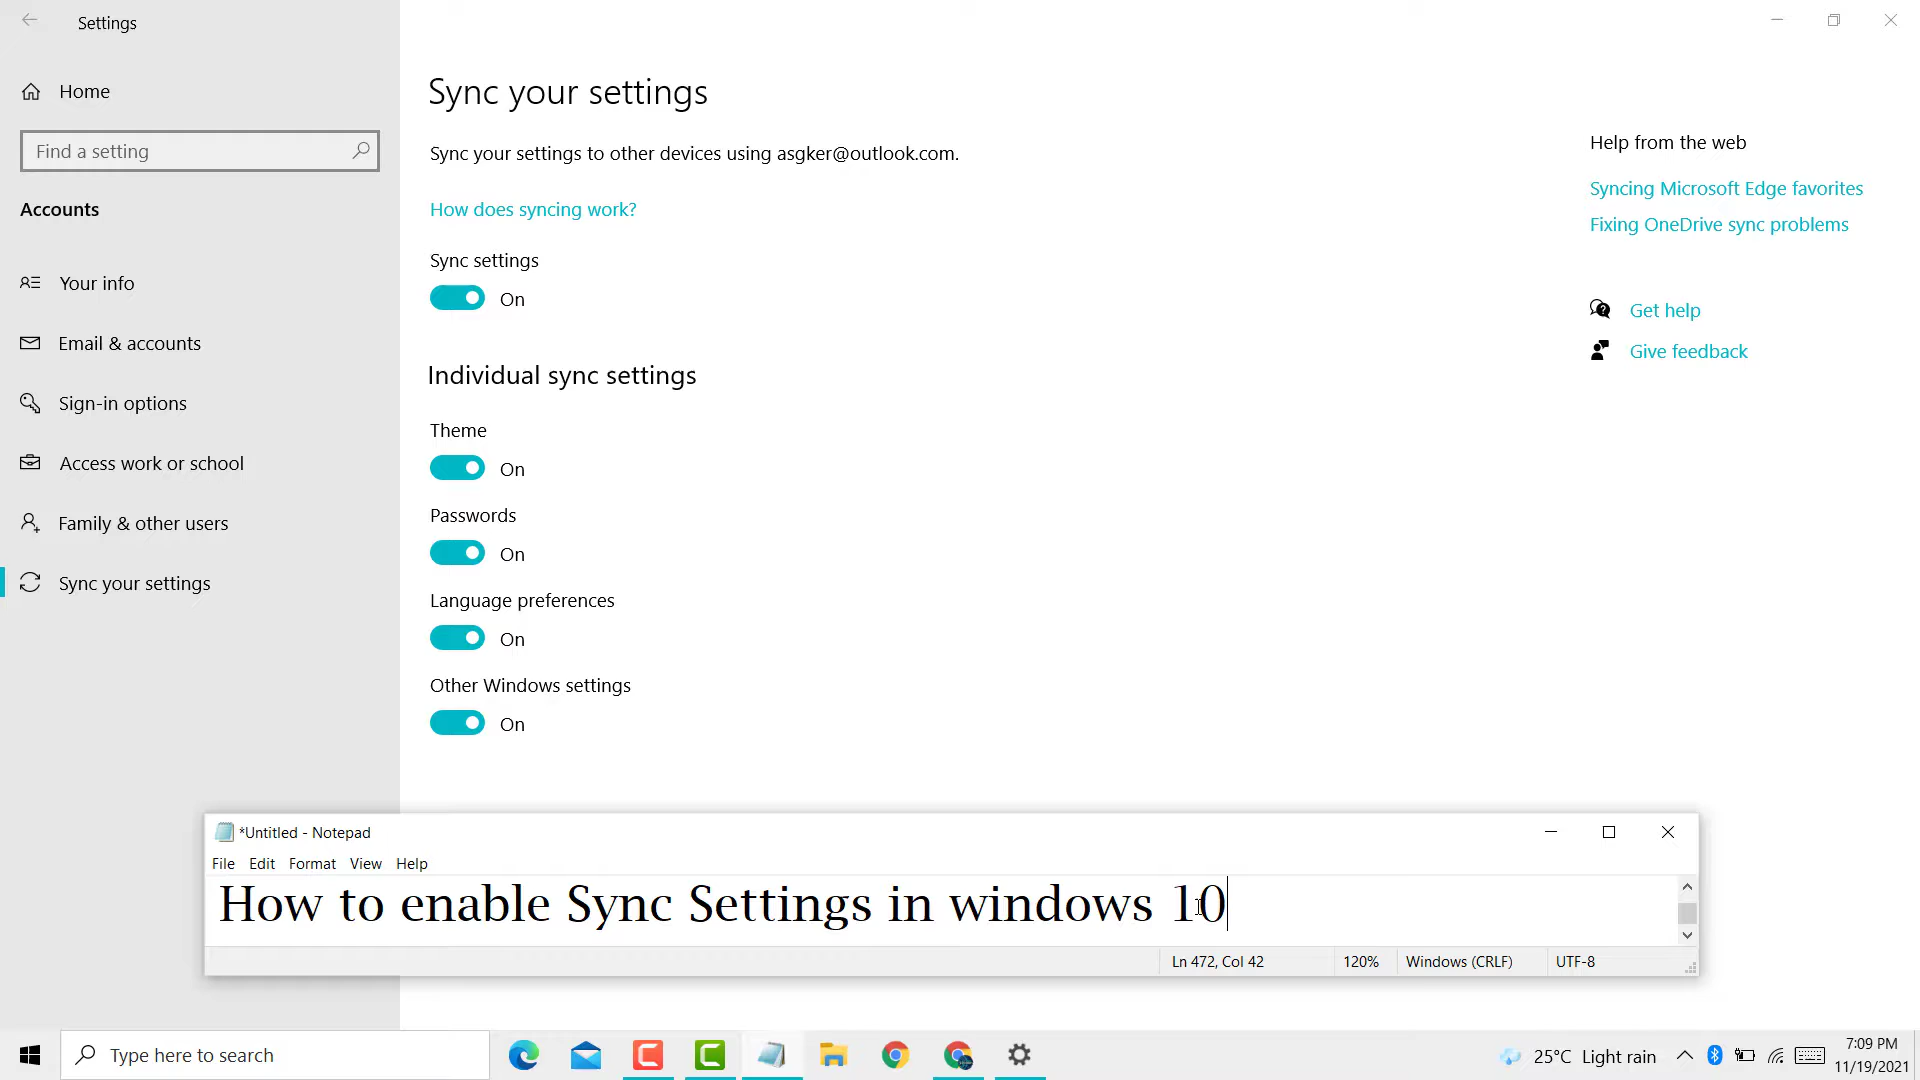 Settings
Home
Find a setting
Accounts
Your info
Email & accounts
Sign-in options
Access work or school
Family & other users
Sync your settings
Sync your settings
Sync your settings to other devices using asgker@outlook.com.
How does syncing work?
Sync settings
On
Individual sync settings
Theme
On
Passwords
On
Language preferences
On
Other Windows settings
On
Help from the web
Syncing Microsoft Edge favorites
Fixing OneDrive sync problems
Get help
Give feedback
*Untitled - Notepad
File Edit Format View Help
How to enable Sync Settings in windows 10
Ln 472, Col 42 120% Windows (CRLF) UTF-8
Type here to search
25°C Light rain
7:09 PM
11/19/2021